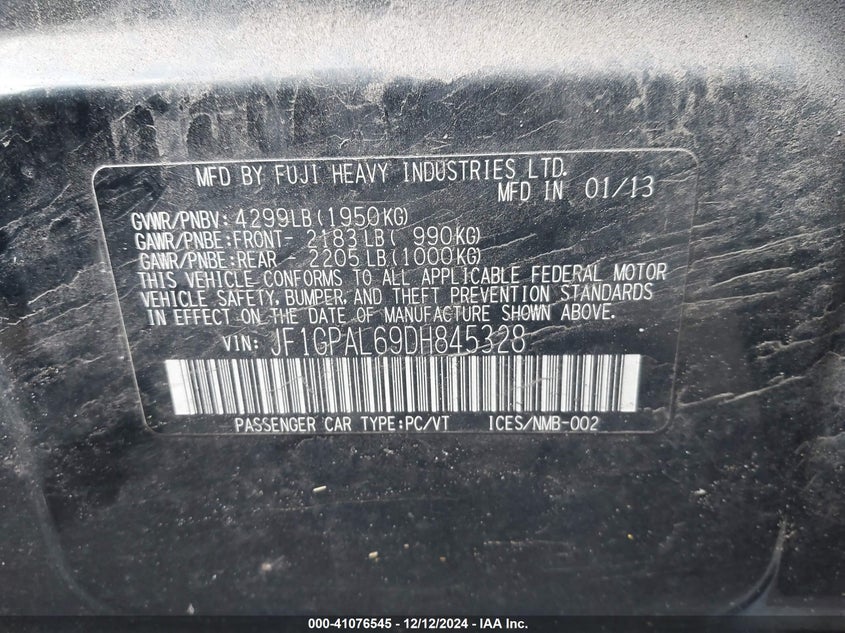 MFD BY FUJI HEAVY INDUSTRIES LTD.
MFD IN 01/13
GVWR/PNBV: 4299LB(1950KG)
GAWR/PNBE:FRONT- 2183LB( 990KG)
GAWR/PNBE:REAR - 2205LB(1000KG)
THIS VEHICLE CONFORMS TO ALL APPLICABLE FEDERAL MOTOR
VEHICLE SAFETY, BUMPER, AND THEFT PREVENTION STANDARDS
IN EFFECT ON THE DATE OF MANUFACTURE SHOWN ABOVE.
VIN: JF1GPAL69DH845328
PASSENGER CAR TYPE:PC/VT ICES/NMB-002
000-41076545 - 12/12/2024 - IAA Inc.